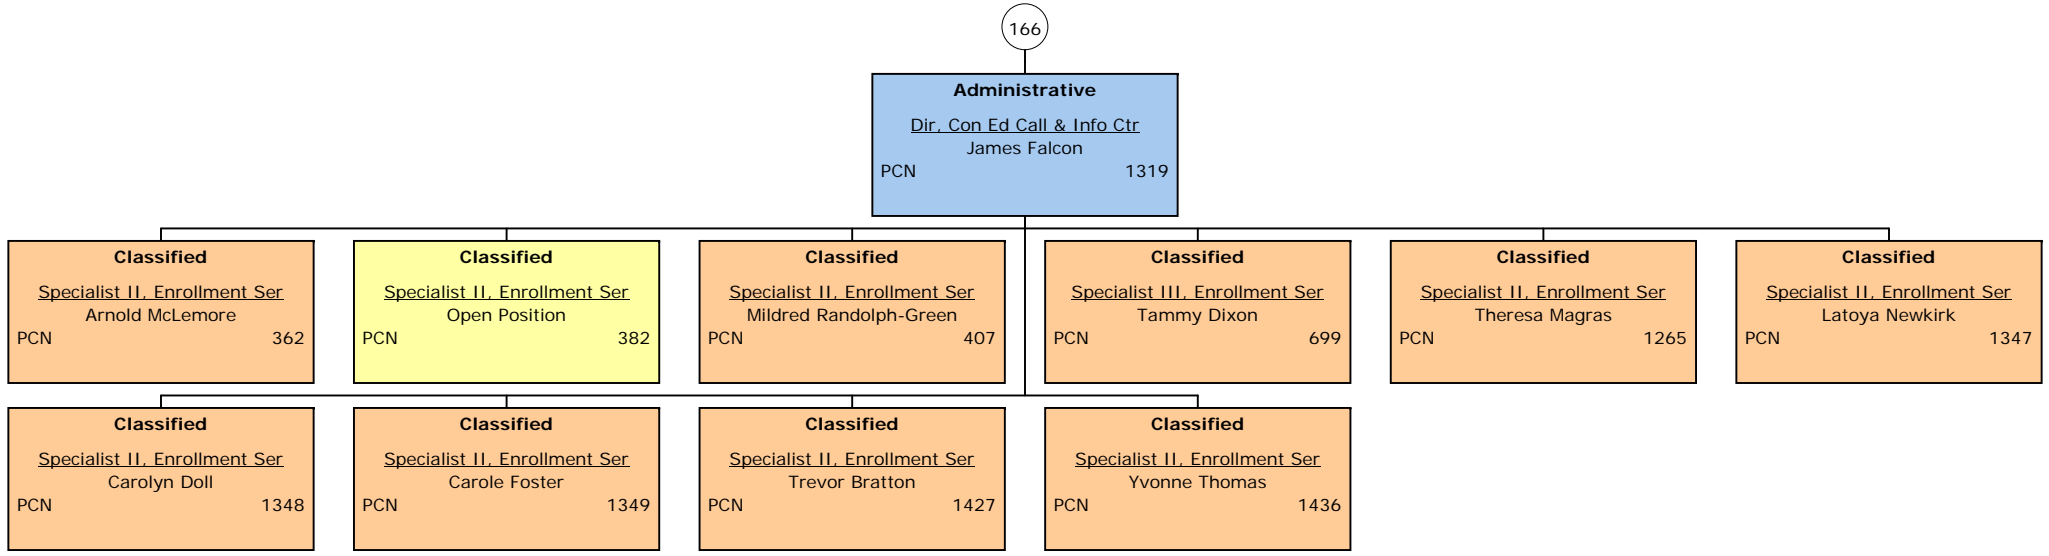 166
Administrative
Dir, Con Ed Call & Info Ctr
James Falcon
PCN 1319
Classified
Specialist II, Enrollment Ser
Arnold McLemore
PCN 362
Classified
Specialist II, Enrollment Ser
Open Position
PCN 382
Classified
Specialist II, Enrollment Ser
Mildred Randolph-Green
PCN 407
Classified
Specialist III, Enrollment Ser
Tammy Dixon
PCN 699
Classified
Specialist II, Enrollment Ser
Theresa Magras
PCN 1265
Classified
Specialist II, Enrollment Ser
Latoya Newkirk
PCN 1347
Classified
Specialist II, Enrollment Ser
Carolyn Doll
PCN 1348
Classified
Specialist II, Enrollment Ser
Carole Foster
PCN 1349
Classified
Specialist II, Enrollment Ser
Trevor Bratton
PCN 1427
Classified
Specialist II, Enrollment Ser
Yvonne Thomas
PCN 1436